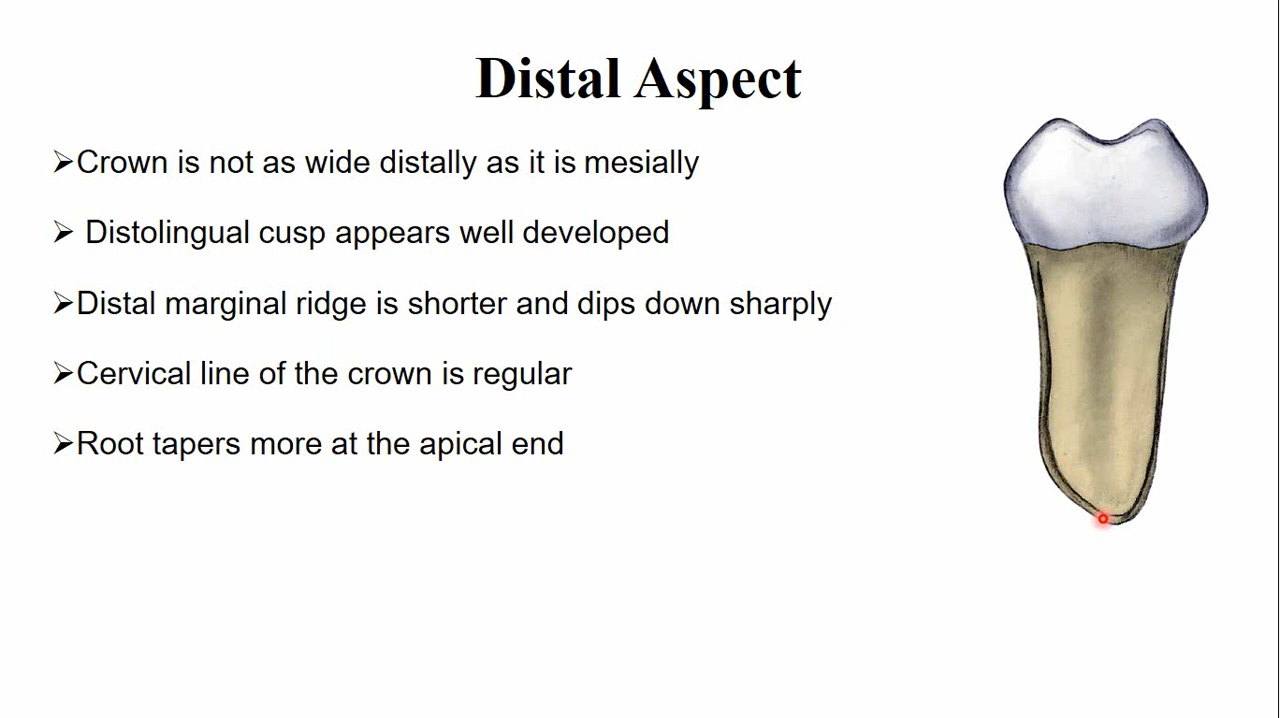 Distal Aspect
➢Crown is not as wide distally as it is mesially
➢ Distolingual cusp appears well developed
➢Distal marginal ridge is shorter and dips down sharply
➢Cervical line of the crown is regular
➢Root tapers more at the apical end